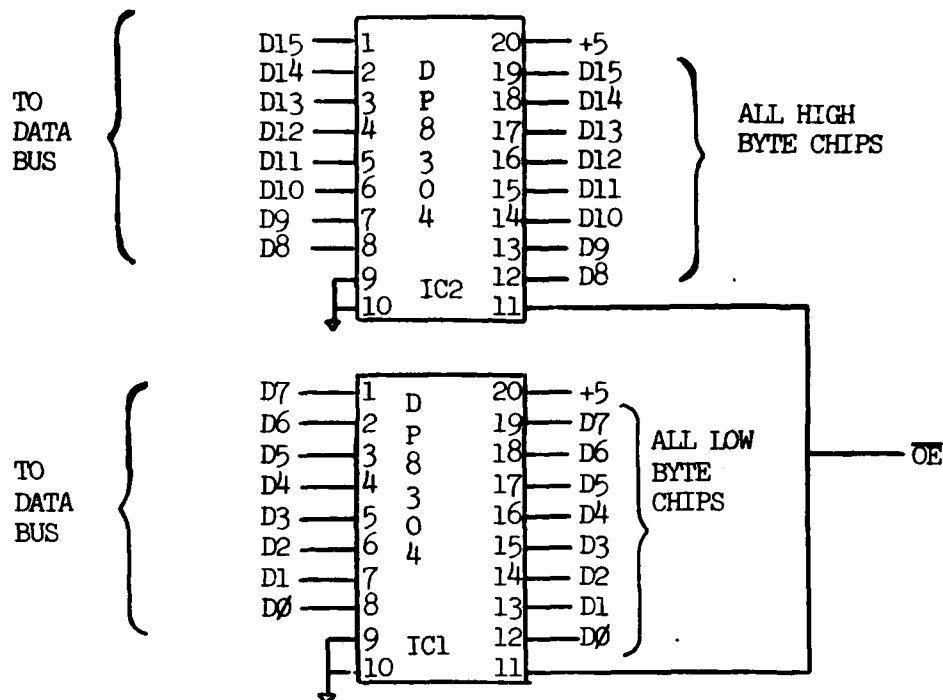 D15 1 20 +5
D14 2 D 19 D15
D13 3 P 18 D14
D12 4 8 17 D13
D11 5 3 16 D12
D10 6 0 15 D11
D9 7 4 14 D10
D8 8 13 D9
9 12 D8
10 IC2 11
TO
DATA
BUS
ALL HIGH
BYTE CHIPS
D7 1 20 +5
D6 2 D 19 D7
D5 3 P 18 D6
D4 4 8 17 D5
D3 5 3 16 D4
D2 6 0 15 D3
D1 7 4 14 D2
DØ 8 13 D1
9 12 DØ
10 IC1 11
TO
DATA
BUS
ALL LOW
BYTE
CHIPS
O̅E̅